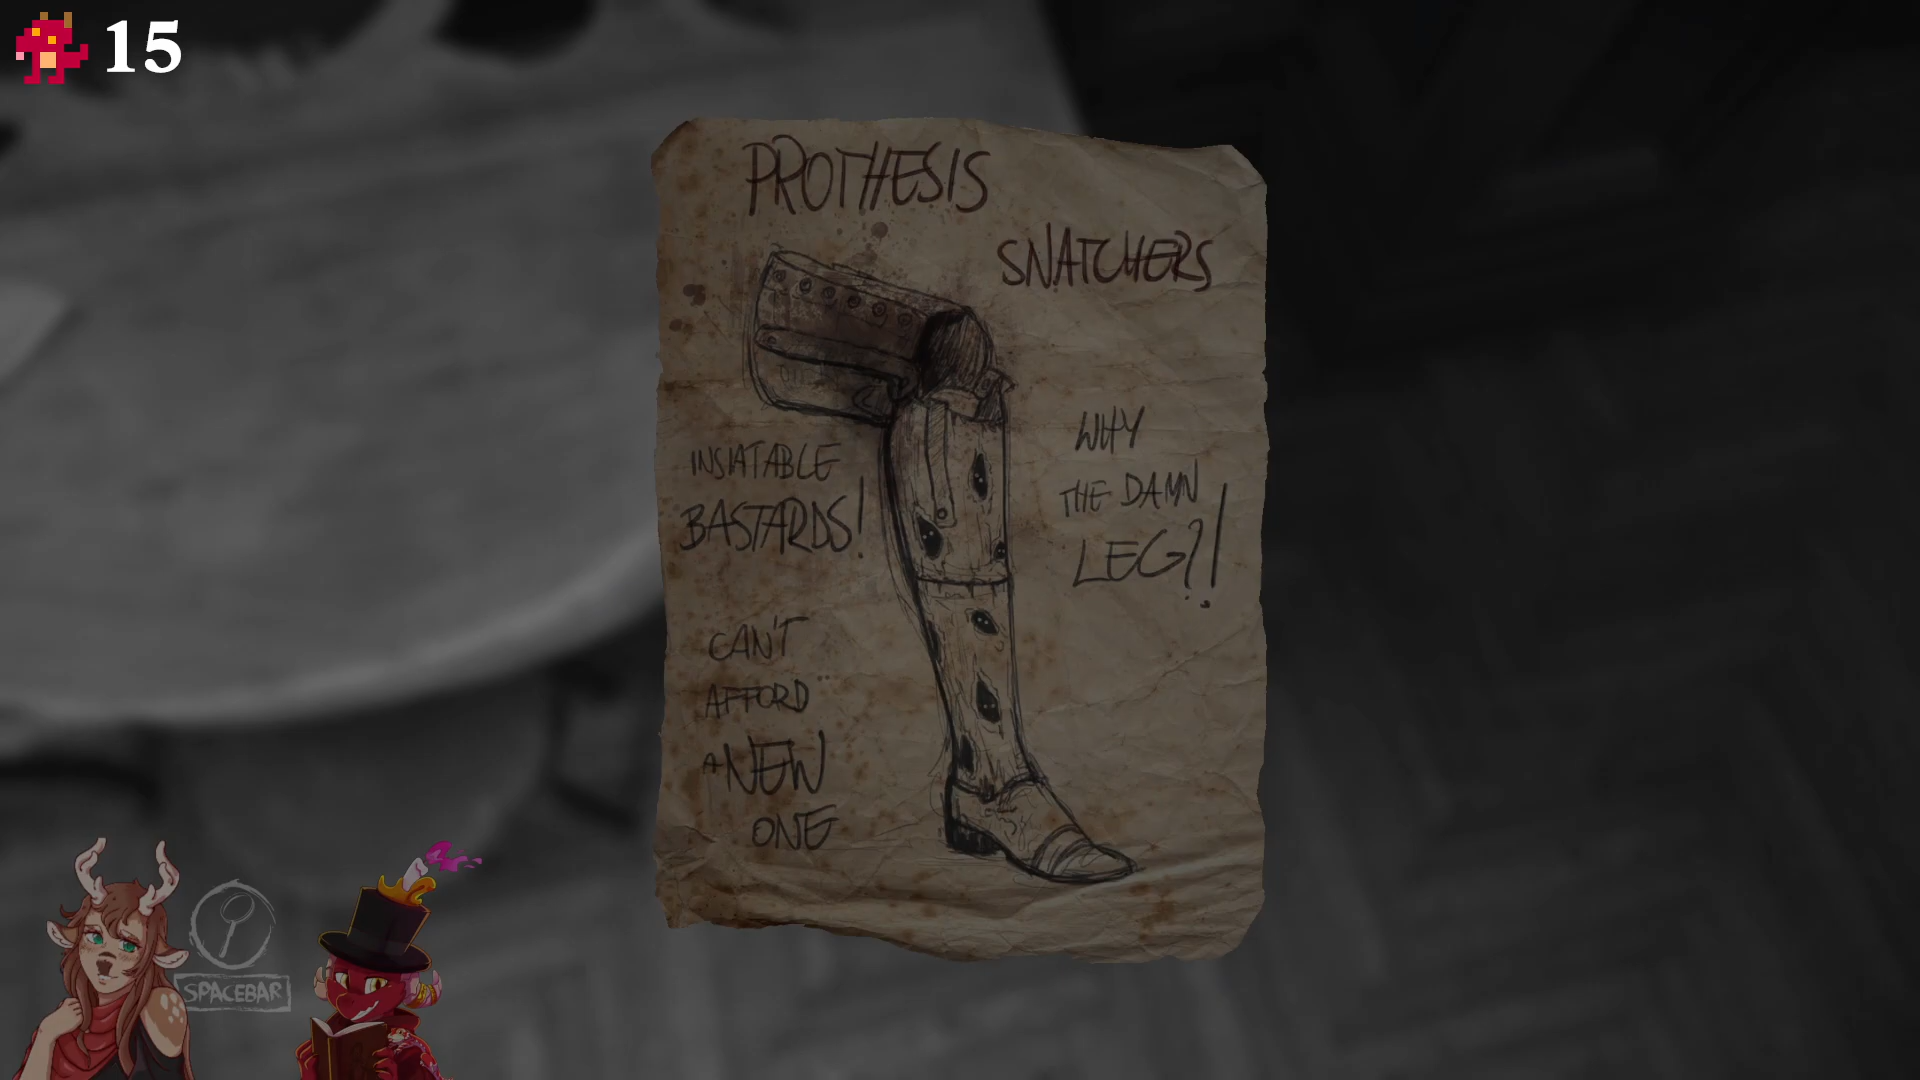 15
PROTHESIS
SNATCHERS
INSIATABLE
BASTARDS!
WHY
THE DAMN
LEG?!
CAN'T
AFFORD
A NEW
ONE
SPACEBAR